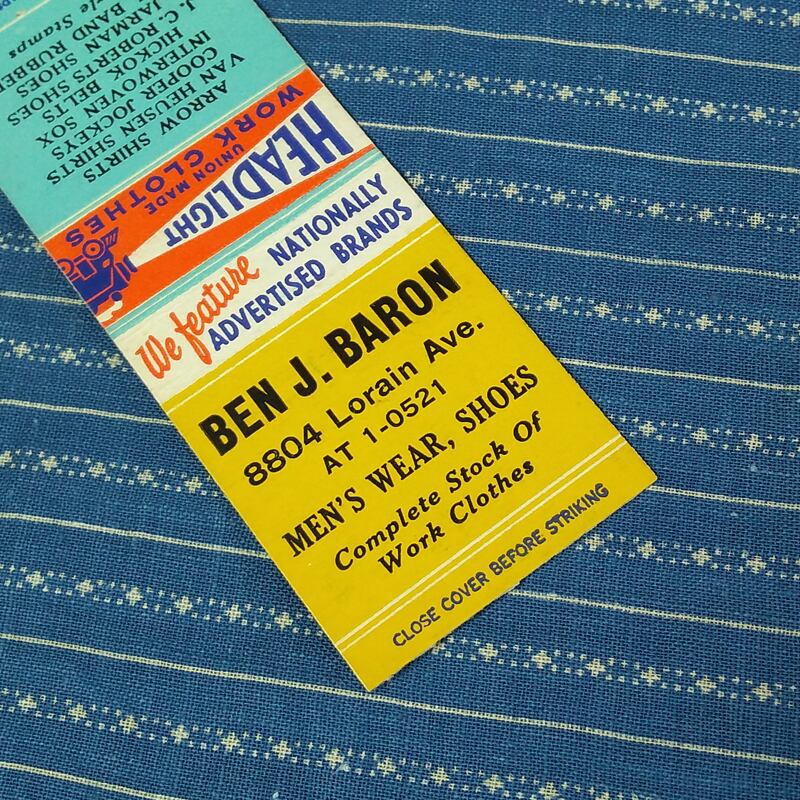 BEN J. BARON
8804 Lorain Ave.
AT 1-0521
MEN'S WEAR, SHOES
Complete Stock Of
Work Clothes
CLOSE COVER BEFORE STRIKING
We feature NATIONALLY
ADVERTISED BRANDS
HEADLIGHT
UNION MADE
WORK CLOTHES
ARROW SHIRTS
VAN HEUSEN SHIRTS
COOPER JOCKEYS
INTERWOVEN SOX
HICKOK BELTS
J. C. ROBERTS SHOES
JARMAN SHOES
BAND RUBBER
Stamps